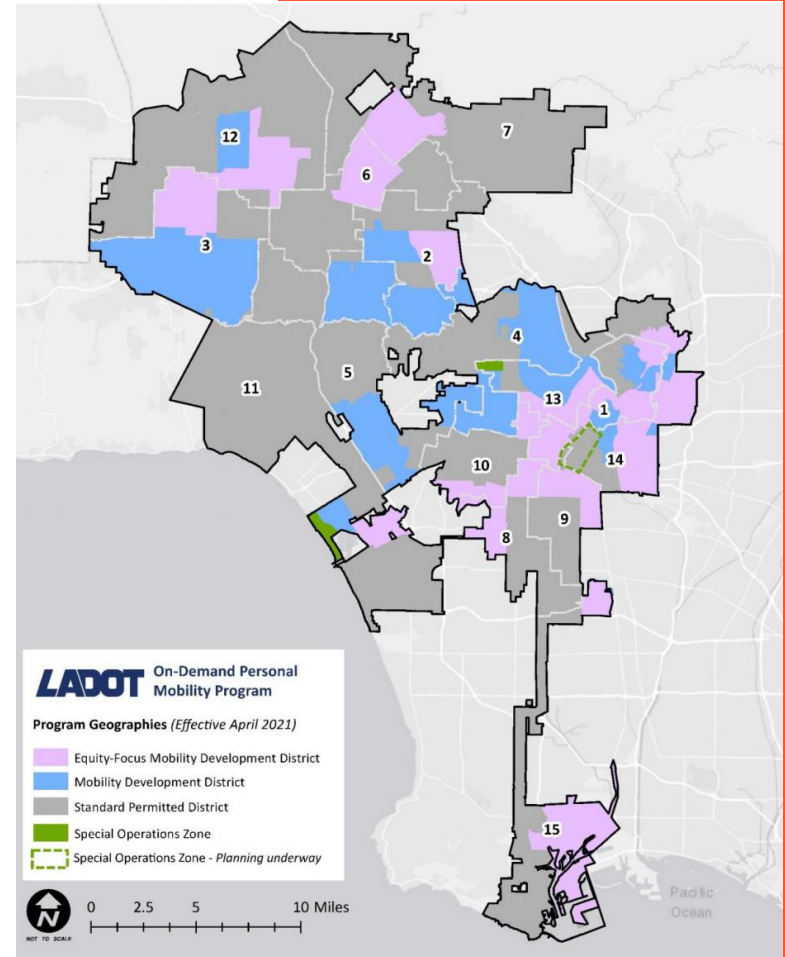 12
7
6
3
2
4
5
11
13
1
10
14
9
8
15
LADOT On-Demand Personal
Mobility Program
Program Geographies (Effective April 2021)
Equity-Focus Mobility Development District
Mobility Development District
Standard Permitted District
Special Operations Zone
Special Operations Zone - Planning underway
N
NOT TO SCALE
0 2.5 5 10 Miles
Pacific
Ocean